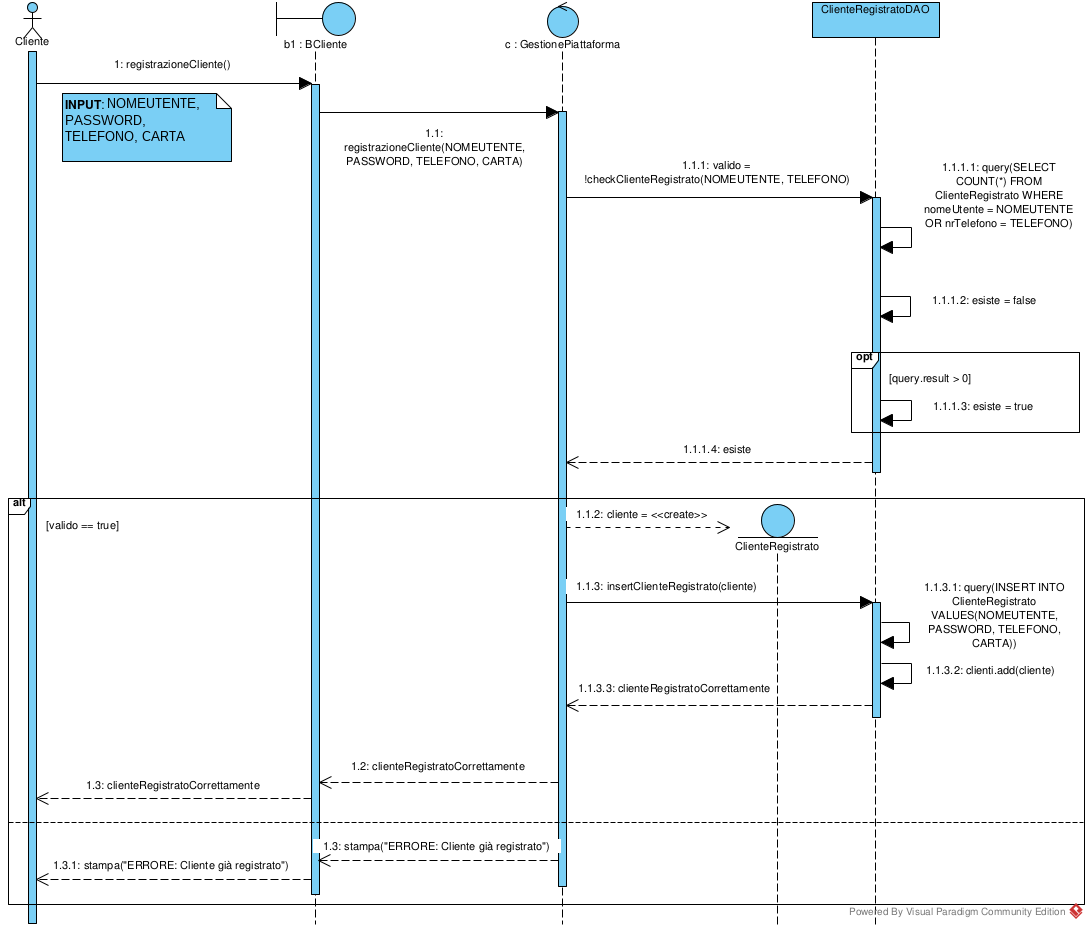 Cliente
b1 : BCliente
c : GestionePiattaforma
ClienteRegistratoDAO
1: registrazioneCliente()
INPUT: NOMEUTENTE,
PASSWORD,
TELEFONO, CARTA
1.1:
registrazioneCliente(NOMEUTENTE,
PASSWORD, TELEFONO, CARTA)
1.1.1: valido =
!checkClienteRegistrato(NOMEUTENTE, TELEFONO)
1.1.1.1: query(SELECT
COUNT(*) FROM
ClienteRegistrato WHERE
nomeUtente = NOMEUTENTE
OR nrTelefono = TELEFONO)
1.1.1.2: esiste = false
opt
[query.result > 0]
1.1.1.3: esiste = true
1.1.1.4: esiste
alt
[valido == true]
1.1.2: cliente = <<create>>
ClienteRegistrato
1.1.3: insertClienteRegistrato(cliente)
1.1.3.1: query(INSERT INTO
ClienteRegistrato
VALUES(NOMEUTENTE,
PASSWORD, TELEFONO,
CARTA))
1.1.3.2: clienti.add(cliente)
1.1.3.3: clienteRegistratoCorrettamente
1.2: clienteRegistratoCorrettamente
1.3: clienteRegistratoCorrettamente
1.3: stampa("ERRORE: Cliente già registrato")
1.3.1: stampa("ERRORE: Cliente già registrato")
Powered By Visual Paradigm Community Edition